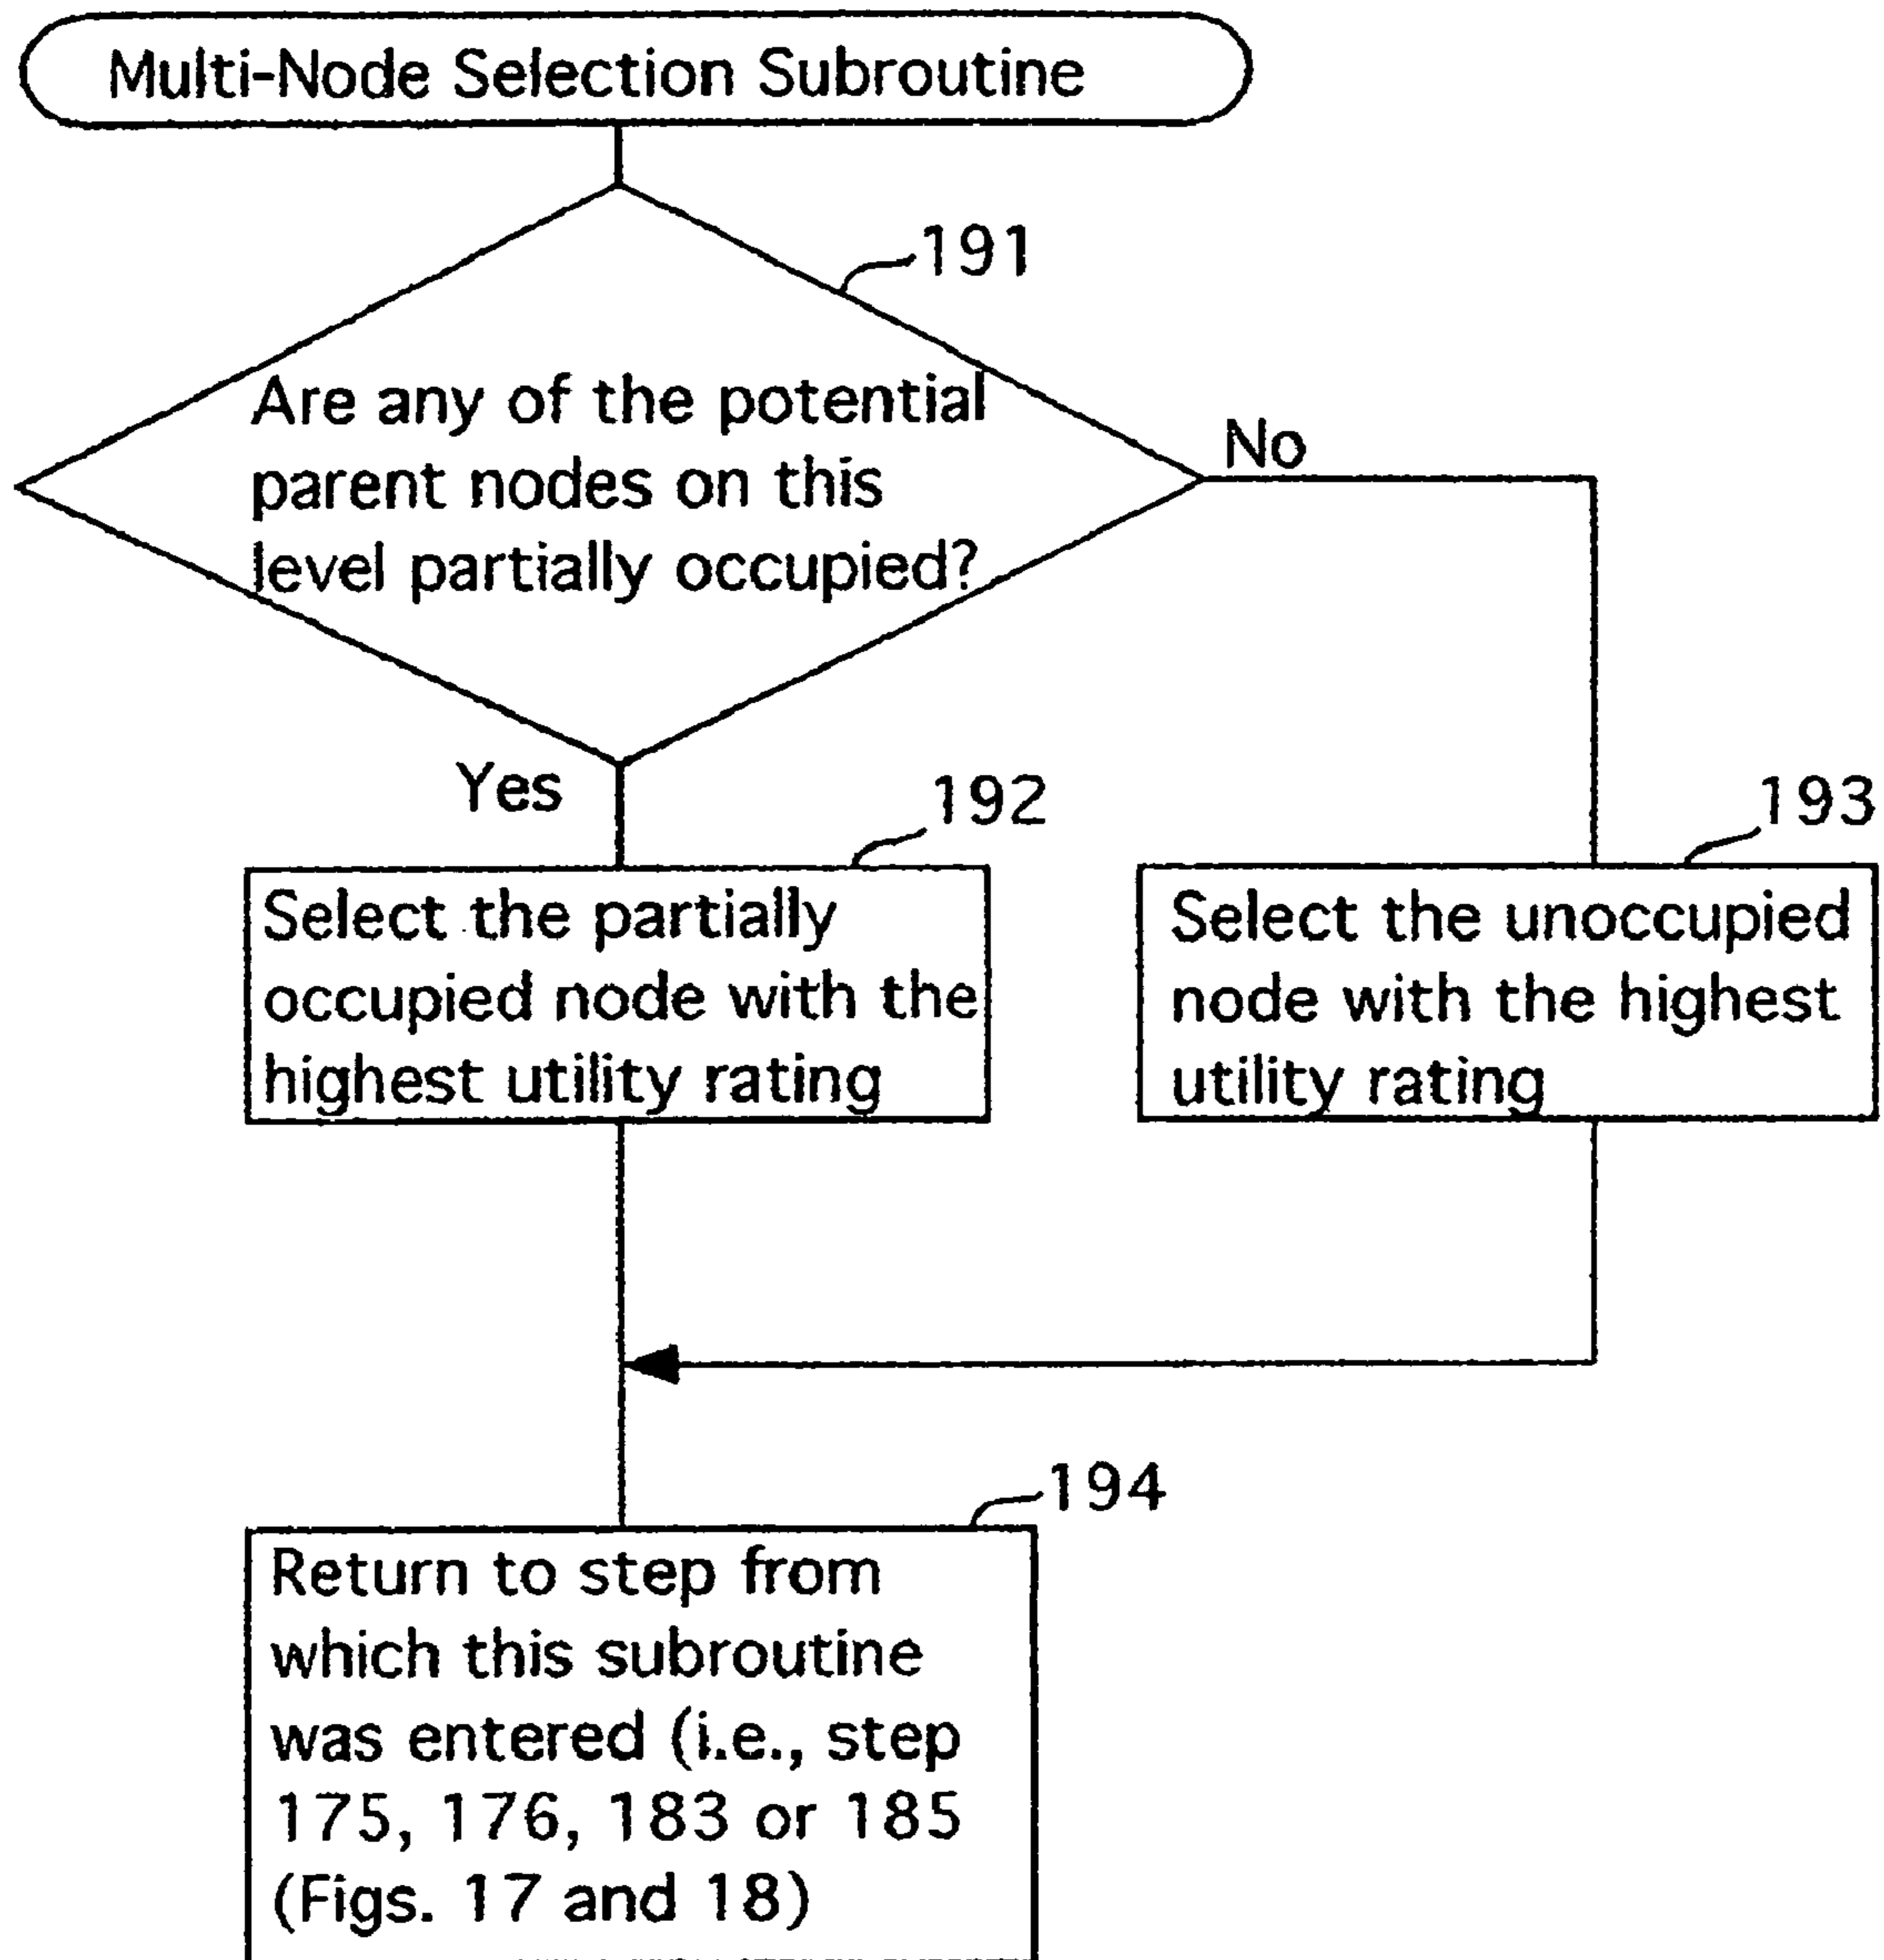 Multi-Node Selection Subroutine
191
Are any of the potential
parent nodes on this
level partially occupied?
No
Yes
192
Select the partially
occupied node with the
highest utility rating
193
Select the unoccupied
node with the highest
utility rating
194
Return to step from
which this subroutine
was entered (i.e., step
175, 176, 183 or 185
(Figs. 17 and 18)